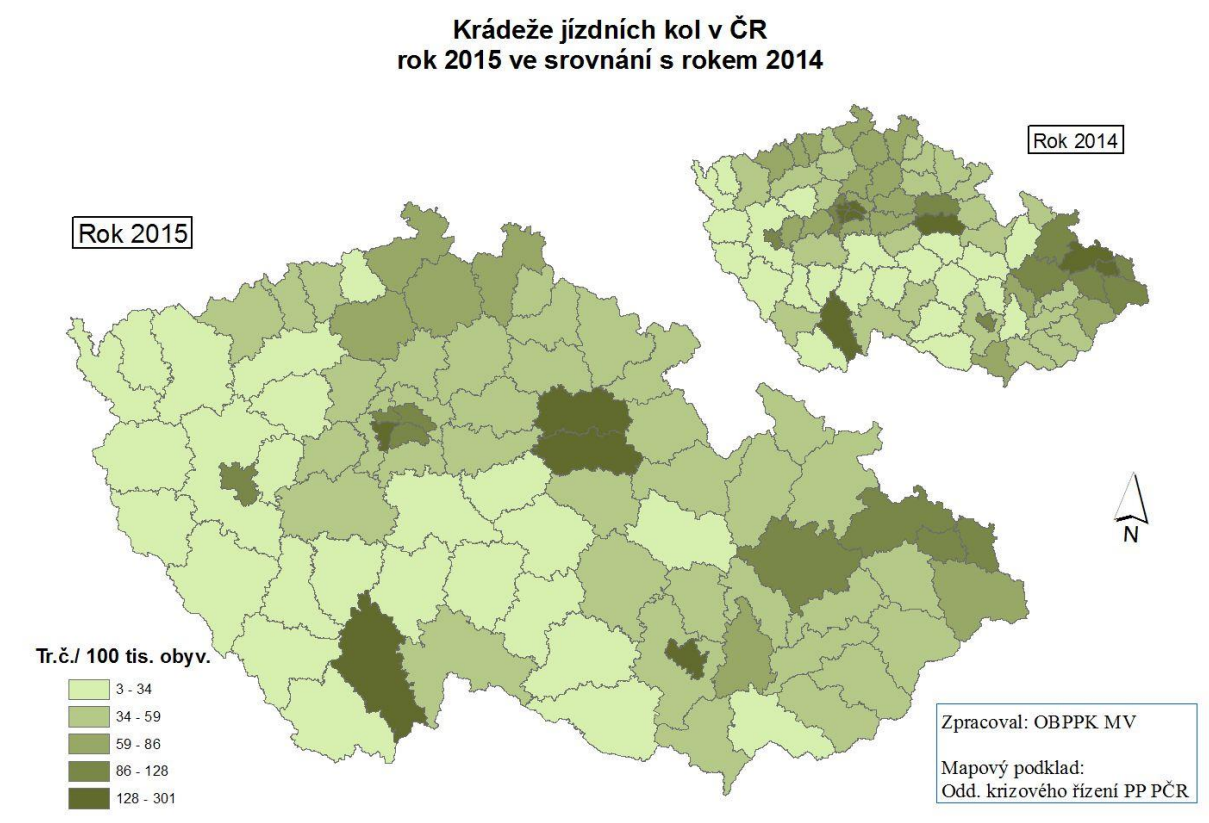 Krádeže jízdních kol v ČR
rok 2015 ve srovnání s rokem 2014
Rok 2014
Rok 2015
N
Tr.č./ 100 tis. obyv.
3 - 34
34 - 59
59 - 86
86 - 128
128 - 301
Zpracoval: OBPPK MV
Mapový podklad:
Odd. krizového řízení PP PČR